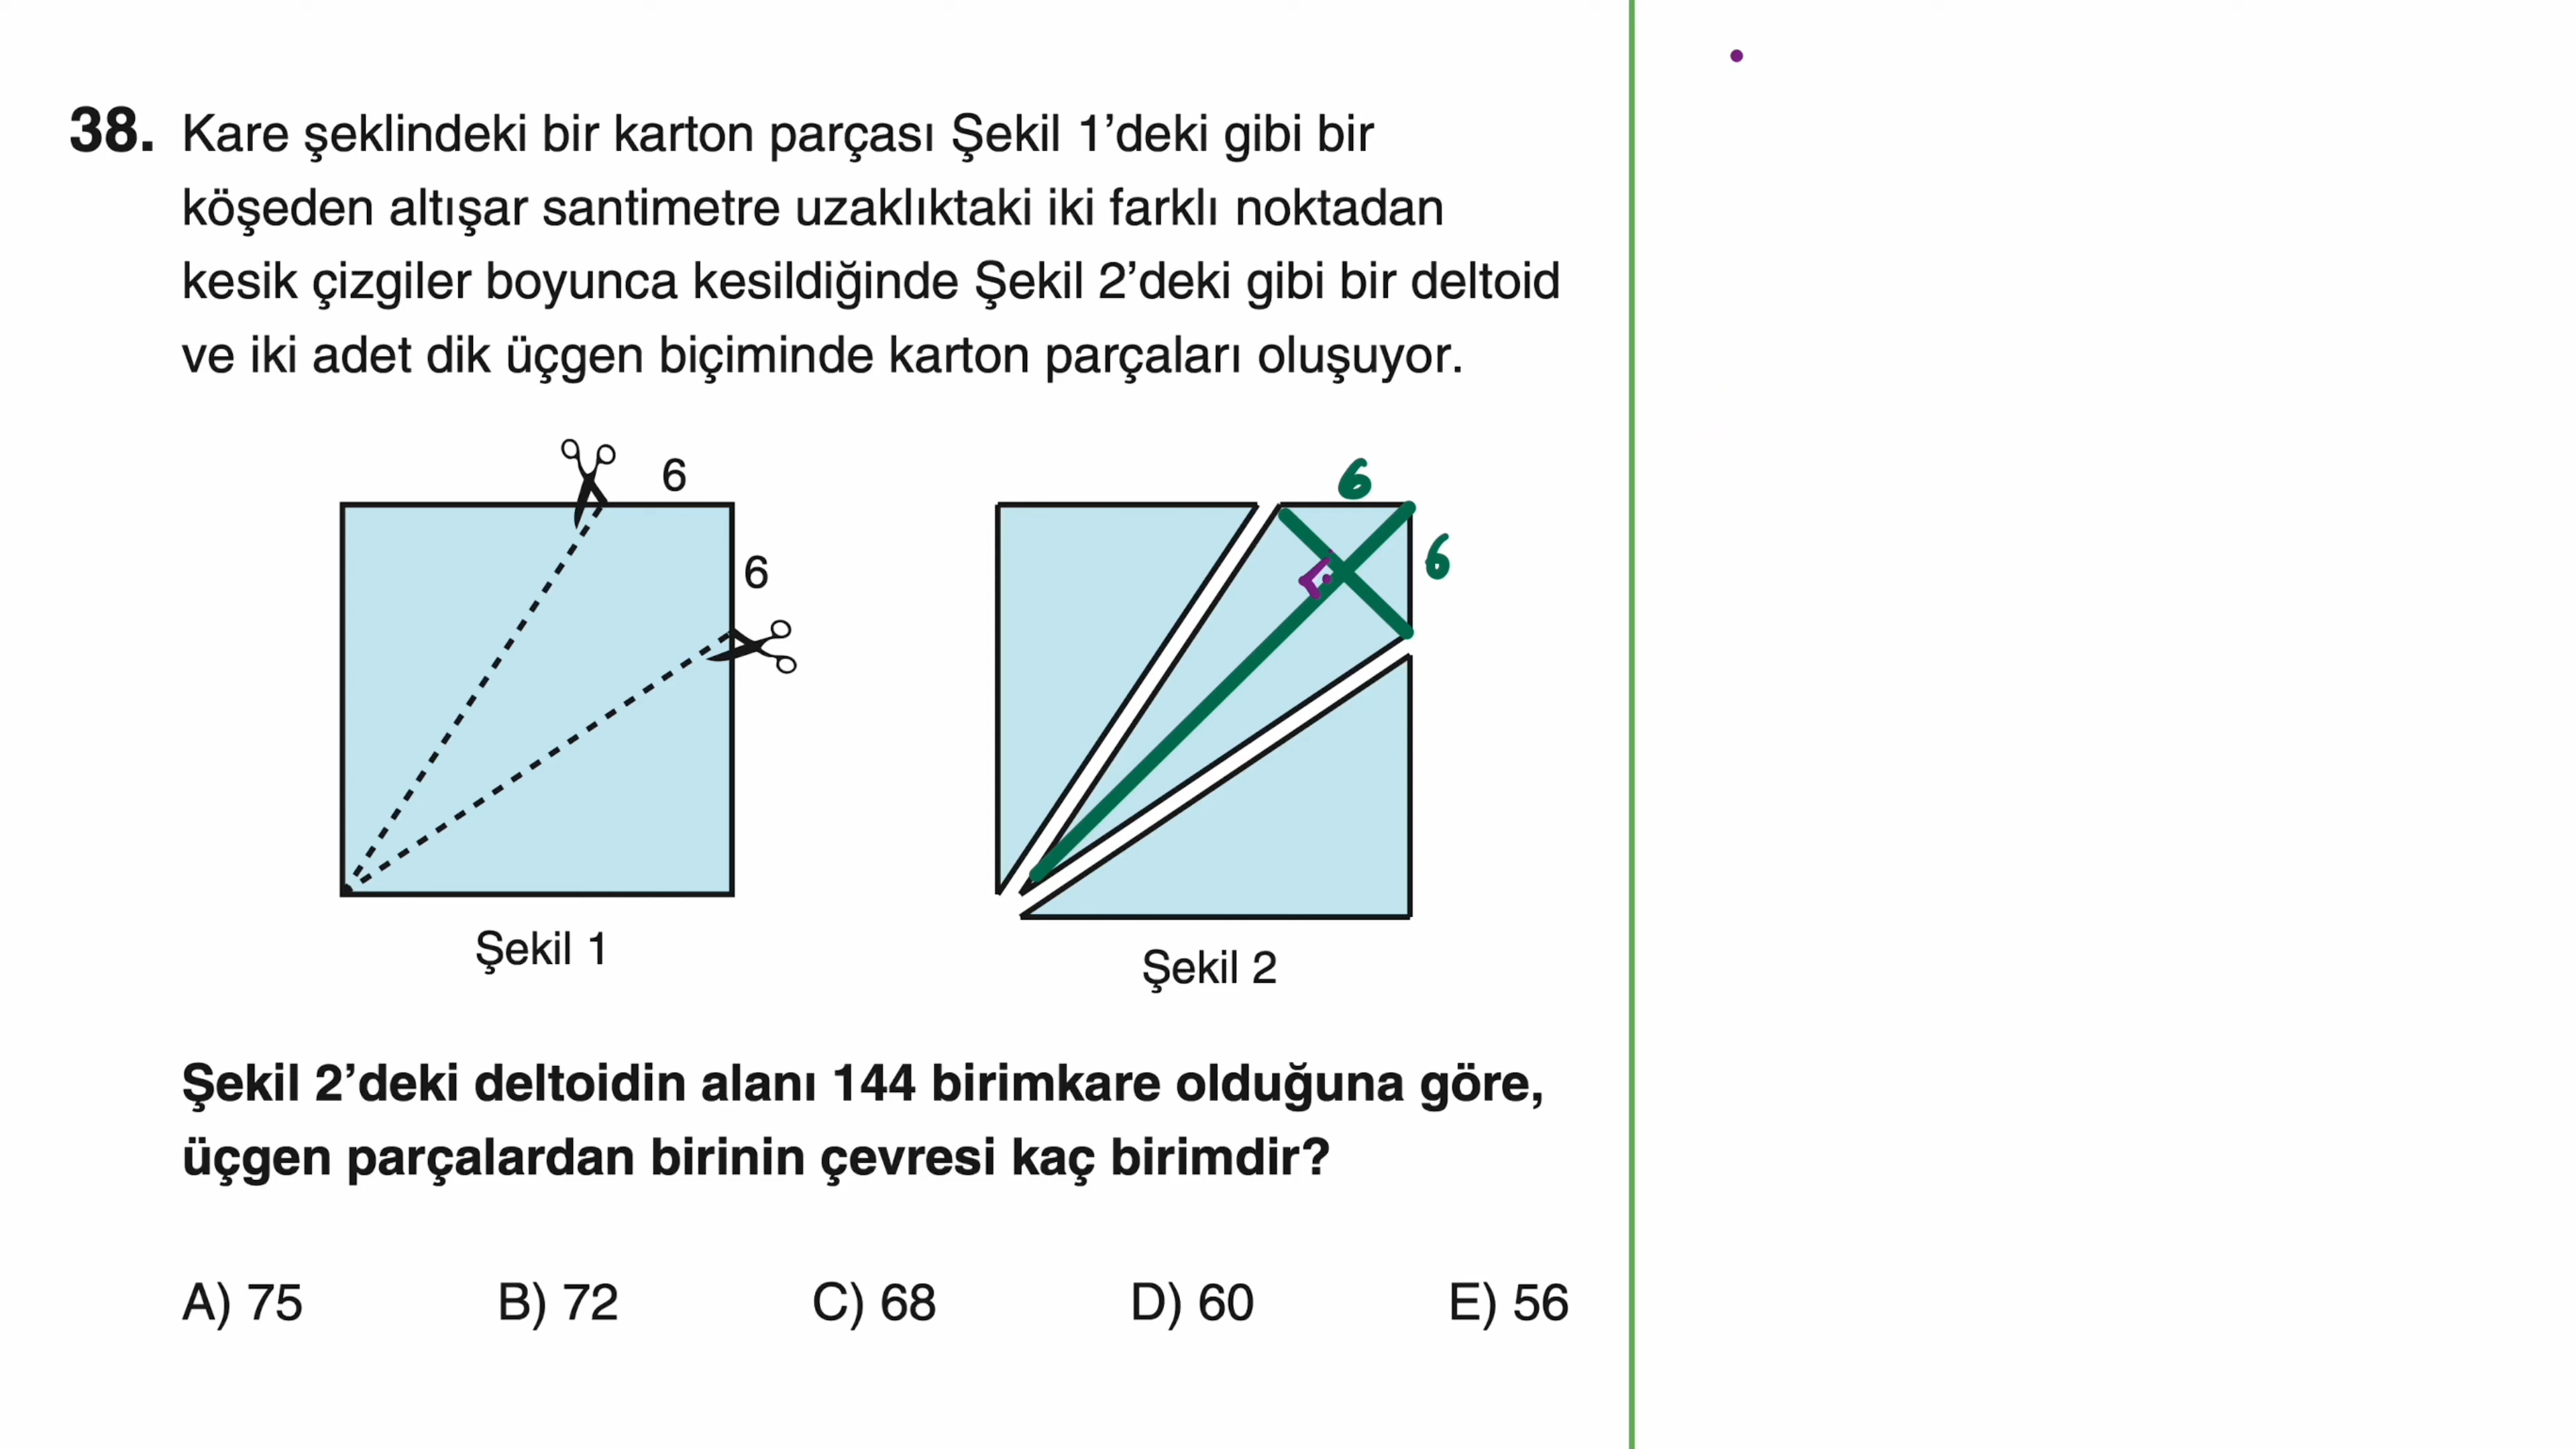 38. Kare şeklindeki bir karton parçası Şekil 1’deki gibi bir
köşeden altışar santimetre uzaklıktaki iki farklı noktadan
kesik çizgiler boyunca kesildiğinde Şekil 2’deki gibi bir deltoid
ve iki adet dik üçgen biçiminde karton parçaları oluşuyor.
6
6
6
6
Şekil 1
Şekil 2
Şekil 2’deki deltoidin alanı 144 birimkare olduğuna göre,
üçgen parçalardan birinin çevresi kaç birimdir?
A) 75 B) 72 C) 68 D) 60 E) 56